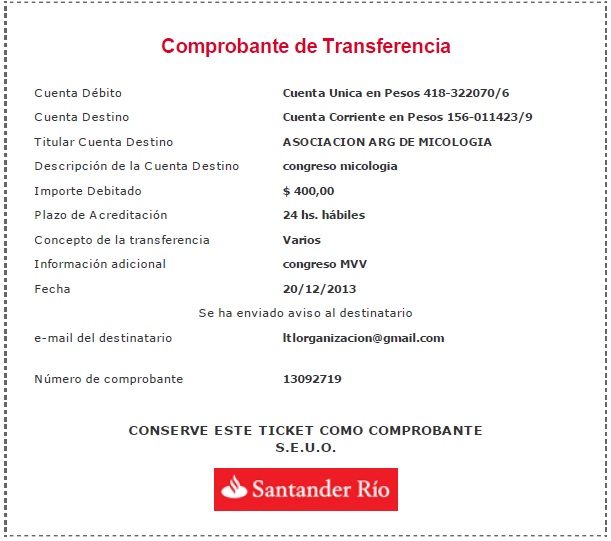 Comprobante de Transferencia
Cuenta Débito Cuenta Unica en Pesos 418-322070/6
Cuenta Destino Cuenta Corriente en Pesos 156-011423/9
Titular Cuenta Destino ASOCIACION ARG DE MICOLOGIA
Descripción de la Cuenta Destino congreso micologia
Importe Debitado $ 400,00
Plazo de Acreditación 24 hs. hábiles
Concepto de la transferencia Varios
Información adicional congreso MVV
Fecha 20/12/2013
Se ha enviado aviso al destinatario
e-mail del destinatario ltlorganizacion@gmail.com
Número de comprobante 13092719
CONSERVE ESTE TICKET COMO COMPROBANTE
S.E.U.O.
Santander Río